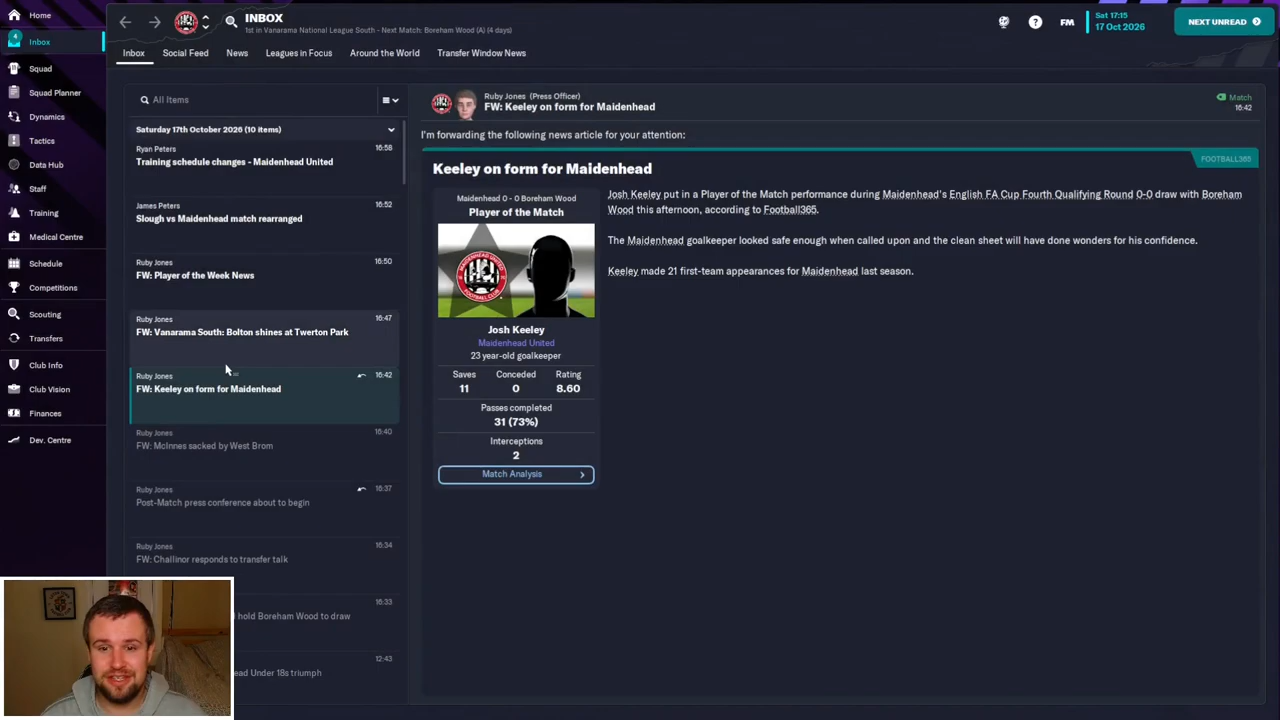 Home
INBOX
1st in Vanarama National League South - Next Match: Boreham Wood (A) (4 days)
FM
Sat 17:15
17 Oct 2026
NEXT UNREAD
4
Inbox
Squad
Squad Planner
Dynamics
Tactics
Data Hub
Staff
Training
Medical Centre
Schedule
Competitions
Scouting
Transfers
Club Info
Club Vision
Finances
Dev. Centre
Inbox
Social Feed
News
Leagues in Focus
Around the World
Transfer Window News
All Items
Saturday 17th October 2026 (10 items)
Ryan Peters
16:58
Training schedule changes - Maidenhead United
James Peters
16:52
Slough vs Maidenhead match rearranged
Ruby Jones
16:50
FW: Player of the Week News
Ruby Jones
16:47
FW: Vanarama South: Bolton shines at Twerton Park
Ruby Jones
16:42
FW: Keeley on form for Maidenhead
Ruby Jones
16:40
FW: McInnes sacked by West Brom
Ruby Jones
16:37
Post-Match press conference about to begin
Ruby Jones
16:34
FW: Challinor responds to transfer talk
16:33
hold Boreham Wood to draw
12:43
ead Under 18s triumph
Ruby Jones (Press Officer)
FW: Keeley on form for Maidenhead
Match
16:42
I'm forwarding the following news article for your attention:
FOOTBALL365
Keeley on form for Maidenhead
Maidenhead 0 - 0 Boreham Wood
Player of the Match
MAIDENHEAD UNITED
FOOTBALL CLUB
Josh Keeley
Maidenhead United
23 year-old goalkeeper
Saves Conceded Rating
11 0 8.60
Passes completed
31 (73%)
Interceptions
2
Match Analysis
Josh Keeley put in a Player of the Match performance during Maidenhead's English FA Cup Fourth Qualifying Round 0-0 draw with Boreham
Wood this afternoon, according to Football365.
The Maidenhead goalkeeper looked safe enough when called upon and the clean sheet will have done wonders for his confidence.
Keeley made 21 first-team appearances for Maidenhead last season.